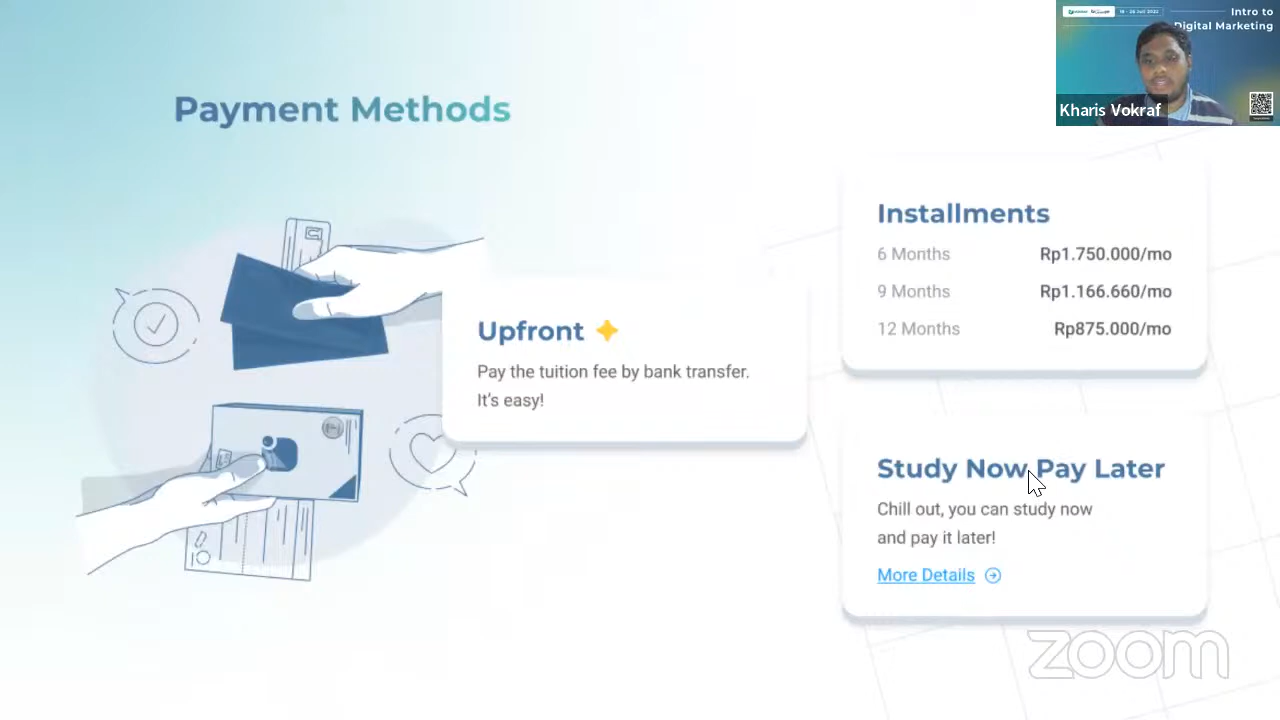 Intro to
Digital Marketing
Kharis Vokraf
Payment Methods
Upfront
Pay the tuition fee by bank transfer.
It's easy!
Installments
6 Months Rp1.750.000/mo
9 Months Rp1.166.660/mo
12 Months Rp875.000/mo
Study Now Pay Later
Chill out, you can study now
and pay it later!
More Details
zoom